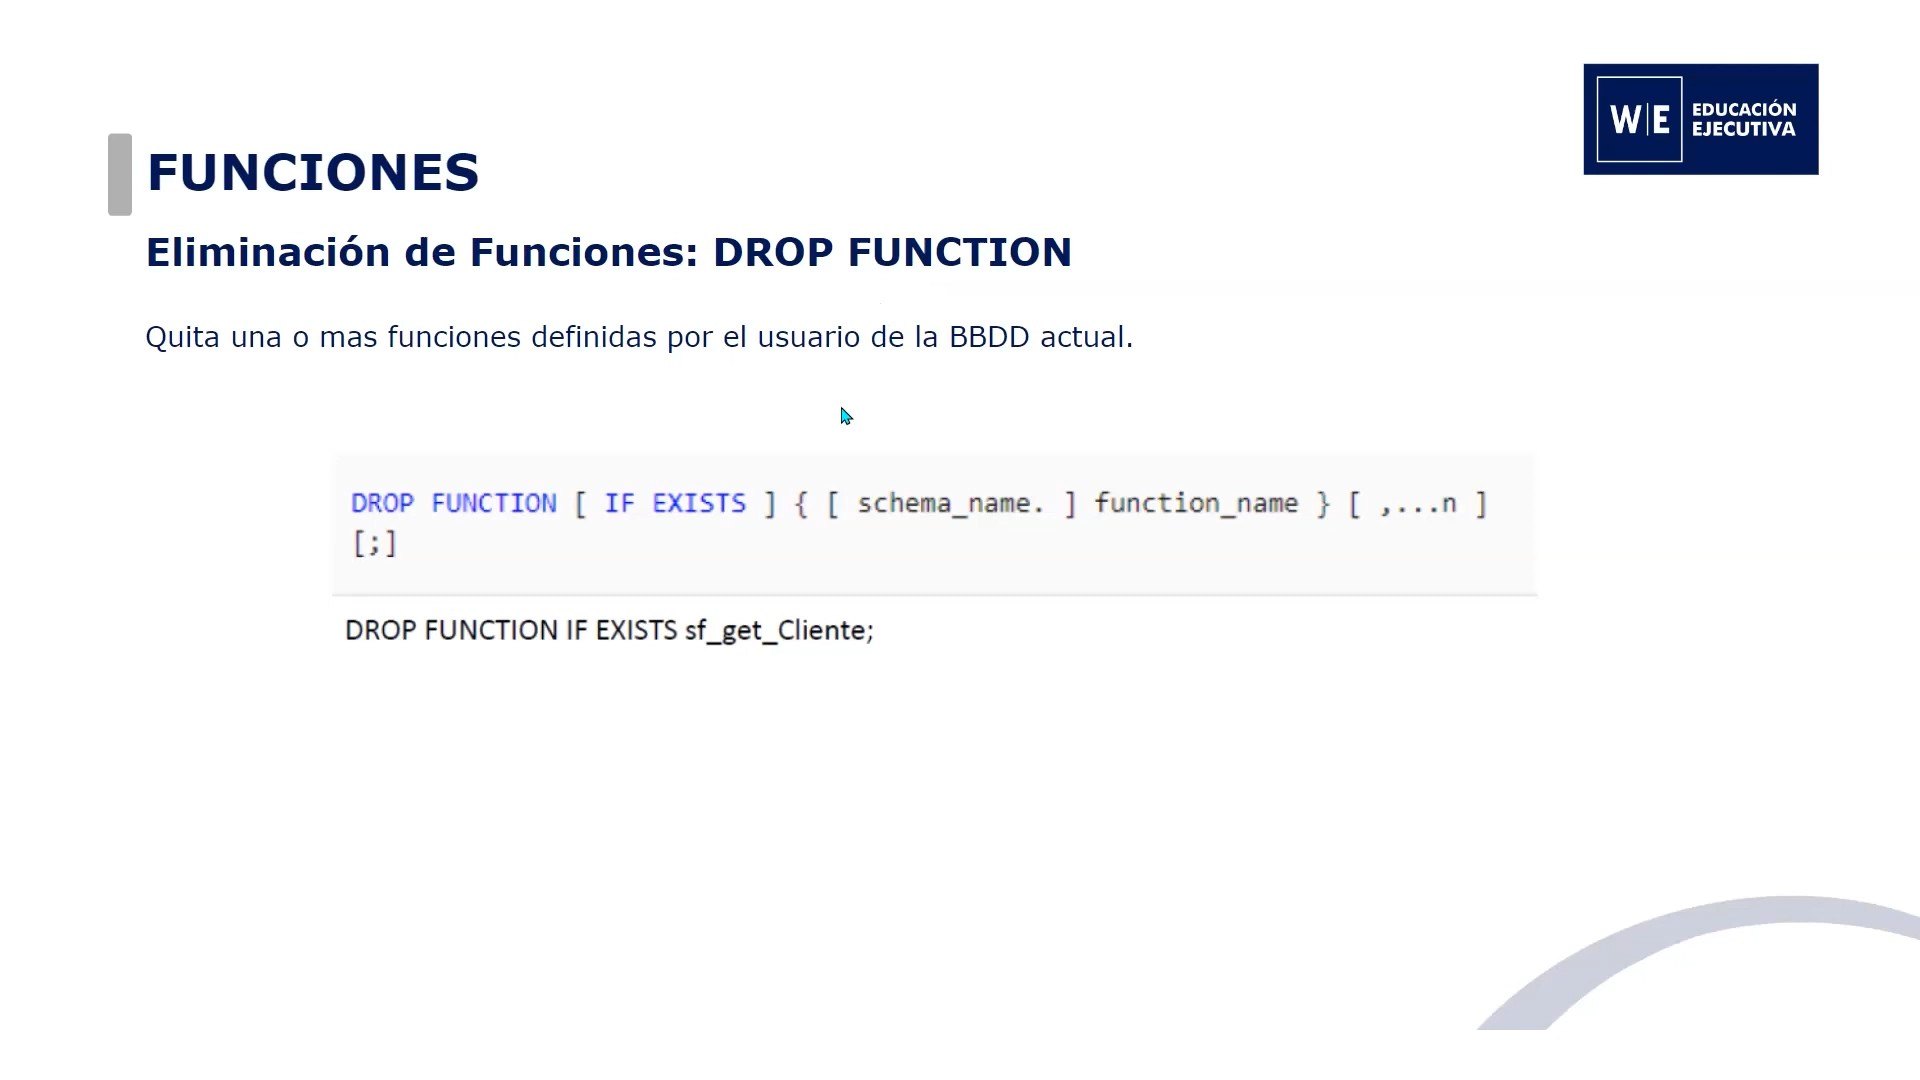 W|E EDUCACIÓN
EJECUTIVA
FUNCIONES
Eliminación de Funciones: DROP FUNCTION
Quita una o mas funciones definidas por el usuario de la BBDD actual.
DROP FUNCTION [ IF EXISTS ] { [ schema_name. ] function_name } [ ,...n ]
[;]
DROP FUNCTION IF EXISTS sf_get_Cliente;